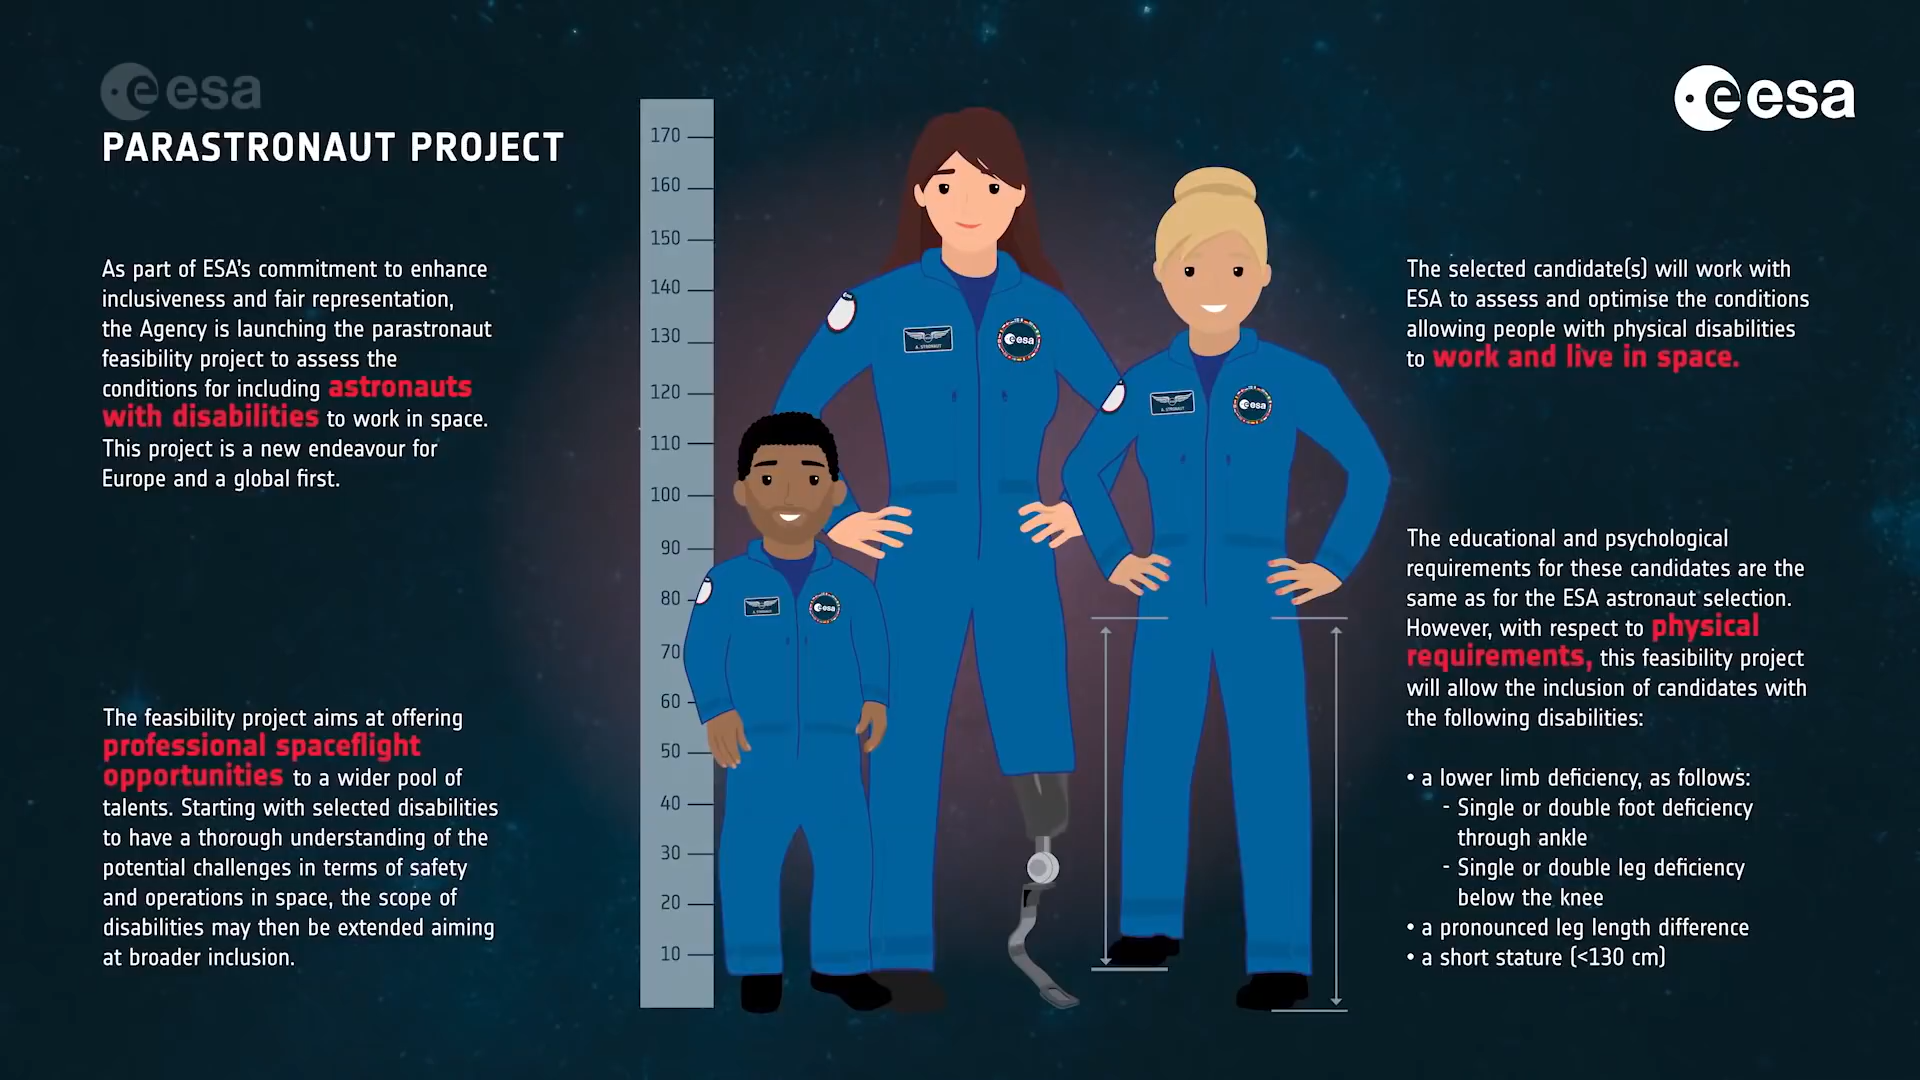 esa
PARASTRONAUT PROJECT
As part of ESA's commitment to enhance
inclusiveness and fair representation,
the Agency is launching the parastronaut
feasibility project to assess the
conditions for including astronauts
with disabilities to work in space.
This project is a new endeavour for
Europe and a global first.
The feasibility project aims at offering
professional spaceflight
opportunities to a wider pool of
talents. Starting with selected disabilities
to have a thorough understanding of the
potential challenges in terms of safety
and operations in space, the scope of
disabilities may then be extended aiming
at broader inclusion.
170
160
150
140
130
120
110
100
90
80
70
60
50
40
30
20
10
A. STRONAUT
esa
A. STRONAUT
esa
A. STRONAUT
esa
esa
The selected candidate(s) will work with
ESA to assess and optimise the conditions
allowing people with physical disabilities
to work and live in space.
The educational and psychological
requirements for these candidates are the
same as for the ESA astronaut selection.
However, with respect to physical
requirements, this feasibility project
will allow the inclusion of candidates with
the following disabilities:
• a lower limb deficiency, as follows:
- Single or double foot deficiency
through ankle
- Single or double leg deficiency
below the knee
• a pronounced leg length difference
• a short stature (<130 cm)